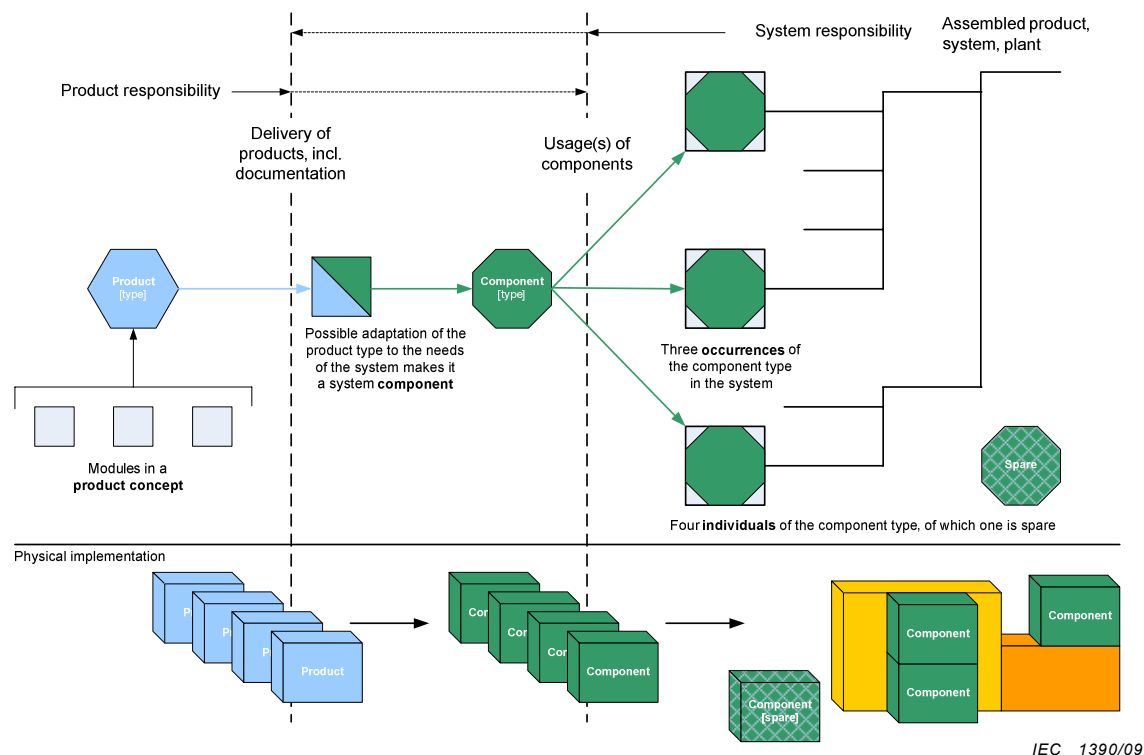 System responsibility
Assembled product,
system, plant
Product responsibility
Delivery of
products, incl.
documentation
Usage(s) of
components
Product
[type]
Component
[type]
Possible adaptation of the
product type to the needs
of the system makes it
a system component
Three occurrences of
the component type
in the system
Modules in a
product concept
Spare
Four individuals of the component type, of which one is spare
Physical implementation
Product
Component
Component
[spare]
Component
Component
Component
IEC 1390/09